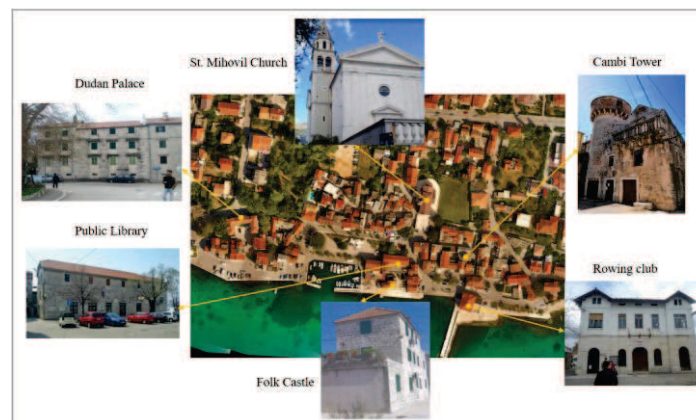 St. Mihovil Church
Cambi Tower
Dudan Palace
Public Library
Rowing club
Folk Castle